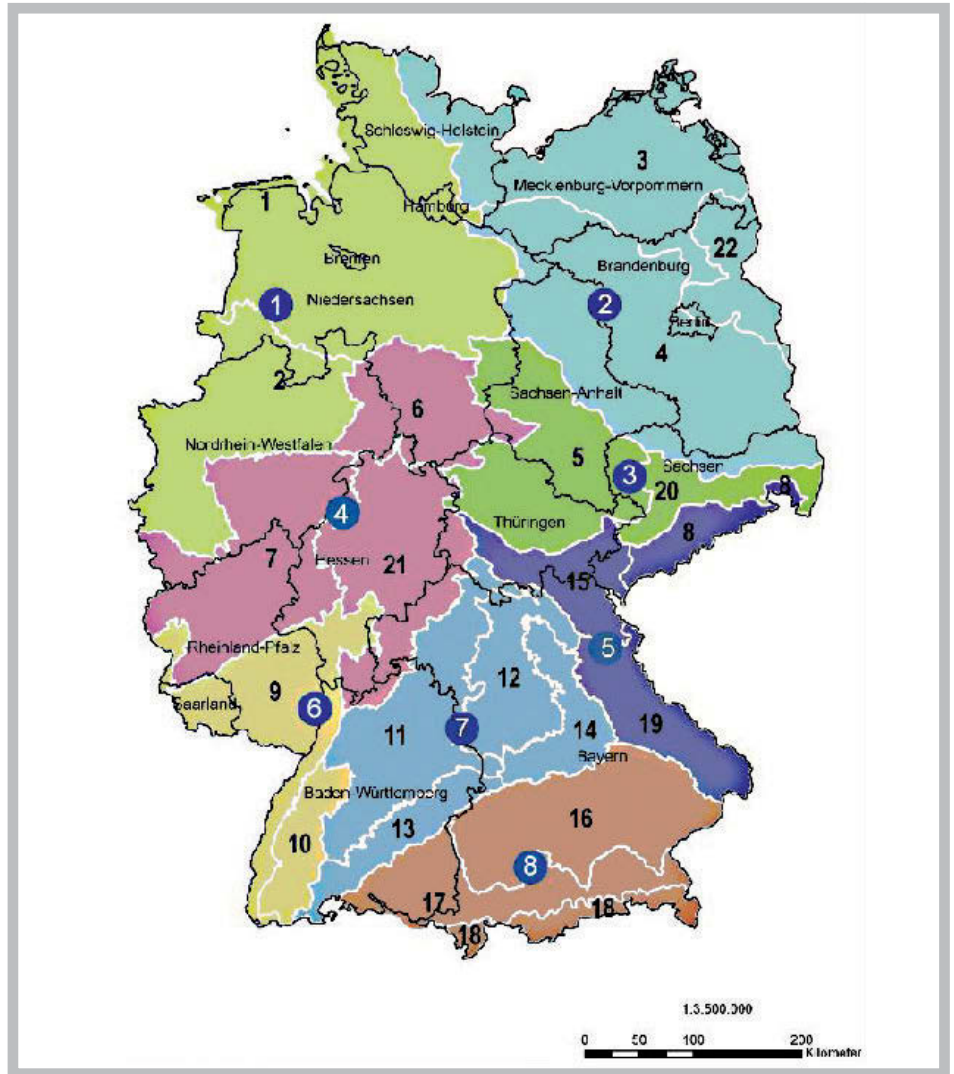 Schleswig-Holstein
3
Mecklenburg-Vorpommern
1
Hamburg
22
Bremen
Brandenburg
Niedersachsen
1
2
Berlin
4
2
Sachsen-Anhalt
6
Nordrhein-Westfalen
5
3
Sachsen
20
8
4
Thüringen
8
7
Hessen
21
15
Rheinland-Pfalz
5
12
9
Saarland
6
11
7
14
19
Bayern
Baden-Württemberg
13
16
10
8
17
18
18
1:3.500.000
0 50 100 200
Kilometer